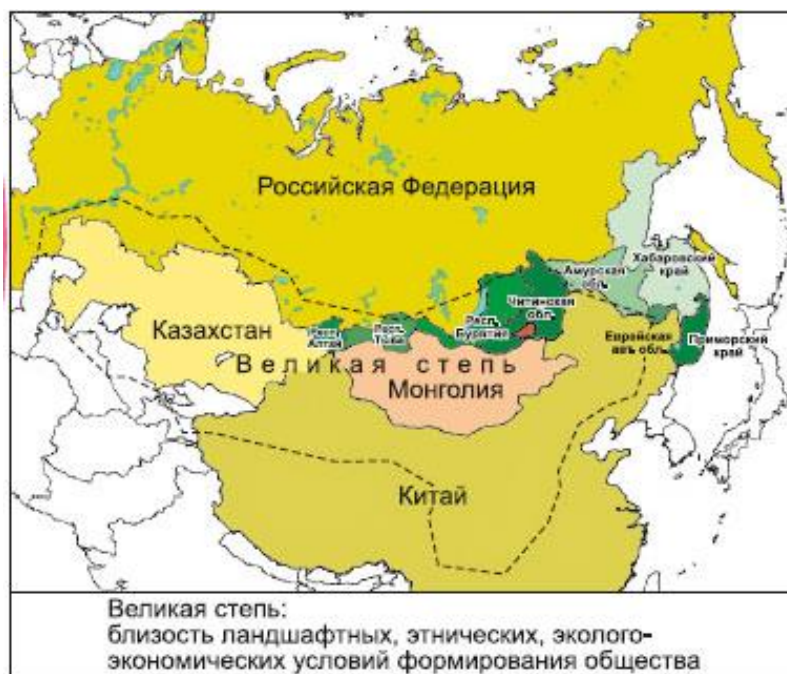 Российская Федерация
Хабаровский
край
Амурская
обл.
Читинская
обл.
Казахстан
Респ.
Алтай
Респ.
Тыва
Респ.
Бурятия
Еврейская
авт. обл.
Приморский
край
Великая степь
Монголия
Китай
Великая степь:
близость ландшафтных, этнических, эколого-
экономических условий формирования общества